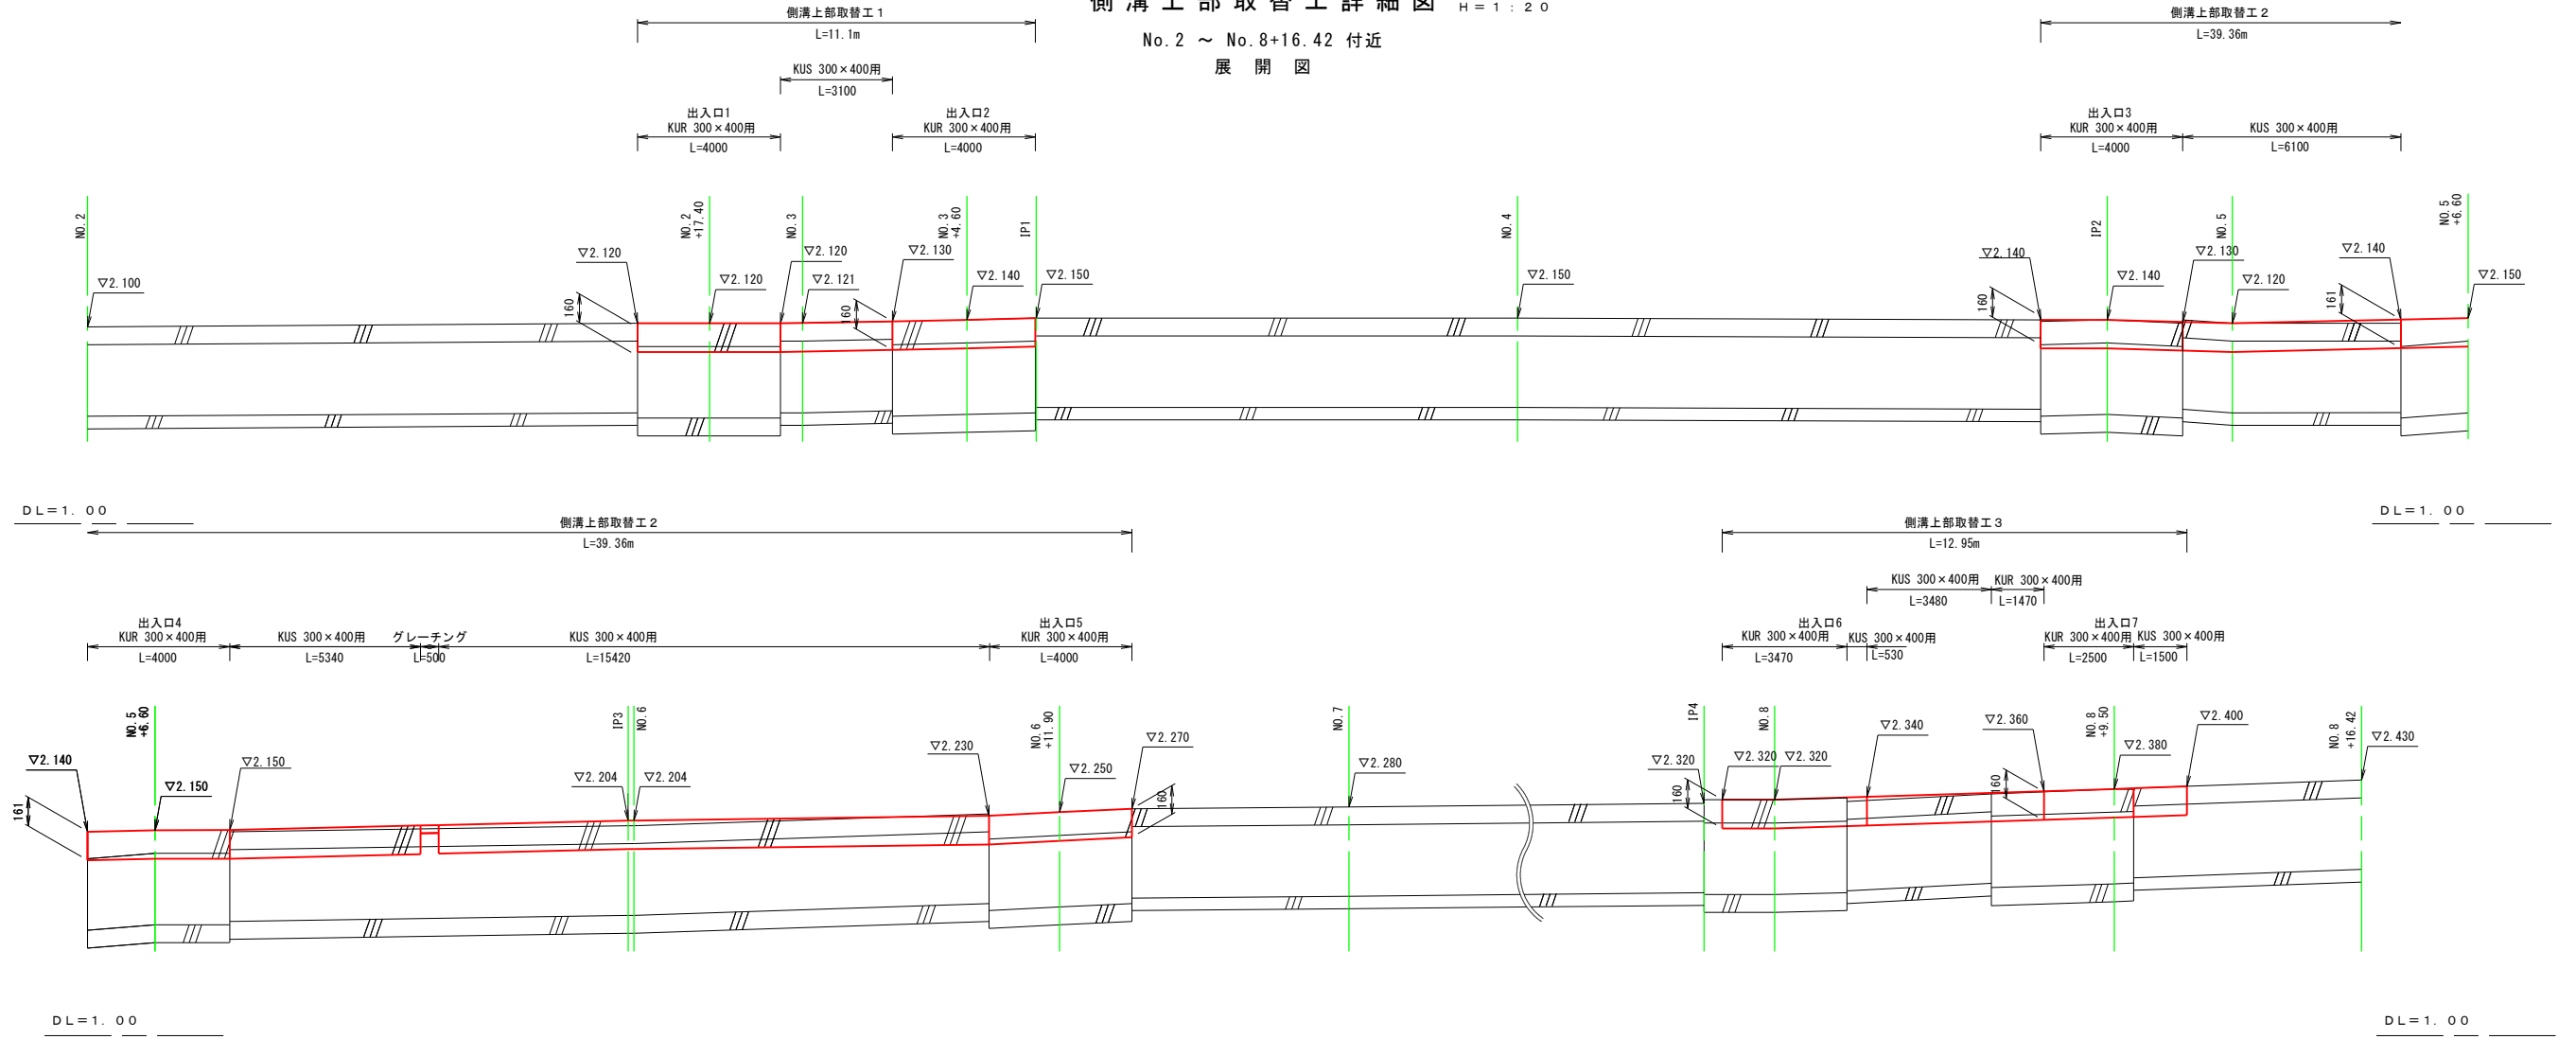 側溝上部取替工詳細図 H=1:20
No.2 ～ No.8+16.42 付近
展 開 図
側溝上部取替工1
L=11.1m
側溝上部取替工2
L=39.36m
KUS 300×400用
L=3100
出入口1
KUR 300×400用
L=4000
出入口2
KUR 300×400用
L=4000
出入口3
KUR 300×400用
L=4000
KUS 300×400用
L=6100
NO.2
NO.2
+17.40
NO.3
NO.3
+4.60
IP1
NO.4
IP2
NO.5
NO.5
+6.60
▽2.100
▽2.120
▽2.120
▽2.120
▽2.121
▽2.130
▽2.140
▽2.150
▽2.150
▽2.140
▽2.140
▽2.130
▽2.120
▽2.140
▽2.150
160
160
160
161
DL=1.00
DL=1.00
側溝上部取替工2
L=39.36m
側溝上部取替工3
L=12.95m
KUS 300×400用
L=3480
KUR 300×400用
L=1470
出入口4
KUR 300×400用
L=4000
KUS 300×400用
L=5340
グレーチング
L=500
KUS 300×400用
L=15420
出入口5
KUR 300×400用
L=4000
出入口6
KUR 300×400用
L=3470
KUS 300×400用
L=530
出入口7
KUR 300×400用
L=2500
KUS 300×400用
L=1500
NO.5
+6.60
IP3
NO.6
NO.6
+11.90
NO.7
IP4
NO.8
NO.8
+9.50
NO.8
+16.42
▽2.140
▽2.150
▽2.150
▽2.204
▽2.204
▽2.230
▽2.250
▽2.270
▽2.280
▽2.320
▽2.320
▽2.320
▽2.340
▽2.360
▽2.380
▽2.400
▽2.430
161
160
160
160
DL=1.00
DL=1.00